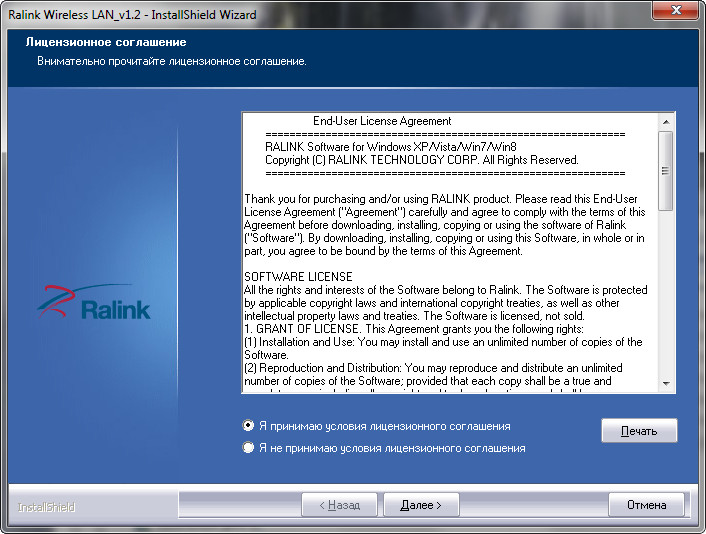 Ralink Wireless LAN_v1.2 - InstallShield Wizard
Лицензионное соглашение
Внимательно прочитайте лицензионное соглашение.
End-User License Agreement
============================================================
RALINK Software for Windows XP/Vista/Win7/Win8
Copyright (C) RALINK TECHNOLOGY CORP. All Rights Reserved.
============================================================
Thank you for purchasing and/or using RALINK product. Please read this End-User
License Agreement ("Agreement") carefully and agree to comply with the terms of this
Agreement before downloading, installing, copying or using the software of Ralink
("Software"). By downloading, installing, copying or using this Software, in whole or in
part, you agree to be bound by the terms of this Agreement.
SOFTWARE LICENSE
All the rights and interests of the Software belong to Ralink. The Software is protected
by applicable copyright laws and international copyright treaties, as well as other
intellectual property laws and treaties. The Software is licensed, not sold.
1. GRANT OF LICENSE. This Agreement grants you the following rights:
(1) Installation and Use: You may install and use an unlimited number of copies of the
Software.
(2) Reproduction and Distribution: You may reproduce and distribute an unlimited
number of copies of the Software; provided that each copy shall be a true and
Ralink
Я принимаю условия лицензионного соглашения
Я не принимаю условия лицензионного соглашения
Печать
InstallShield
< Назад
Далее >
Отмена